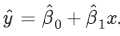 ŷ = β̂₀ + β̂₁x.